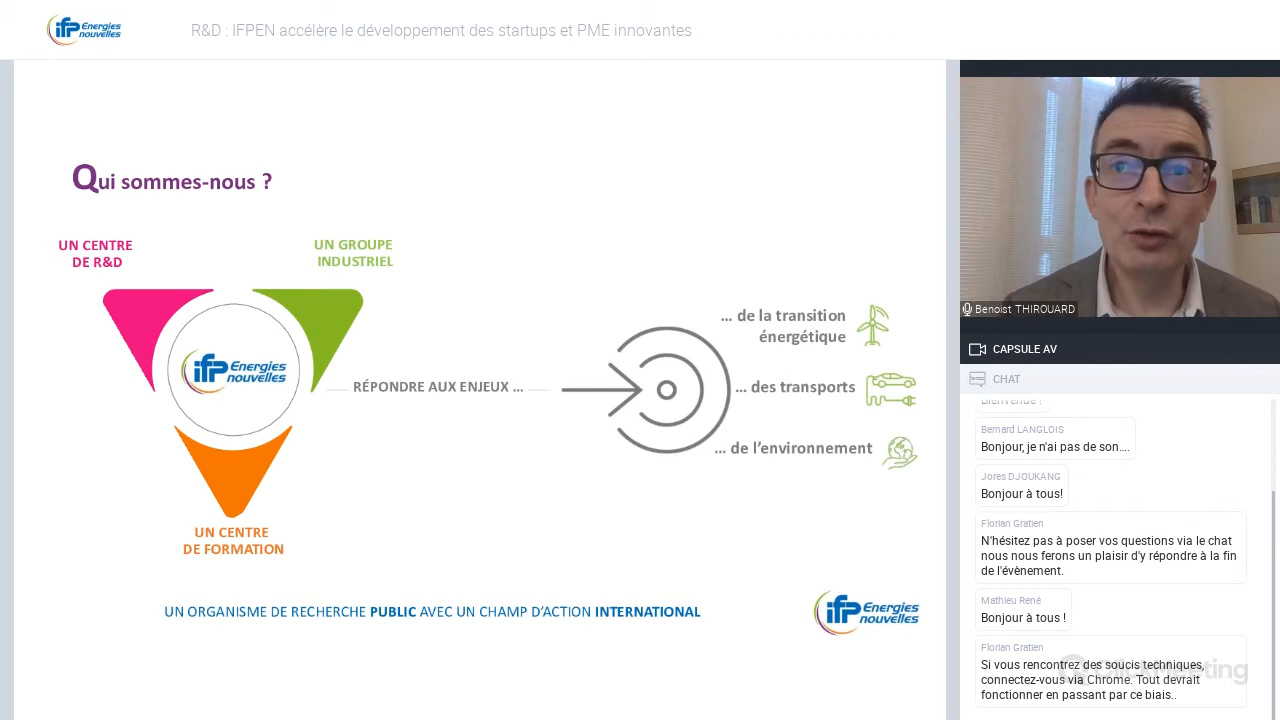 ifp Energies nouvelles
R&D : IFPEN accélère le développement des startups et PME innovantes
Qui sommes-nous ?
UN CENTRE
DE R&D
UN GROUPE
INDUSTRIEL
ifp Energies
nouvelles
RÉPONDRE AUX ENJEUX ...
... de la transition
énergétique
... des transports
... de l'environnement
UN CENTRE
DE FORMATION
UN ORGANISME DE RECHERCHE PUBLIC AVEC UN CHAMP D'ACTION INTERNATIONAL
ifp Energies
nouvelles
Benoist THIROUARD
CAPSULE AV
CHAT
Bienvenue !
Bernard LANGLOIS
Bonjour, je n'ai pas de son....
Jores DJOUKANG
Bonjour à tous!
Florian Gratien
N'hésitez pas à poser vos questions via le chat
nous nous ferons un plaisir d'y répondre à la fin
de l'évènement.
Mathieu René
Bonjour à tous !
Florian Gratien
Si vous rencontrez des soucis techniques,
connectez-vous via Chrome. Tout devrait
fonctionner en passant par ce biais..
ClickMeeting